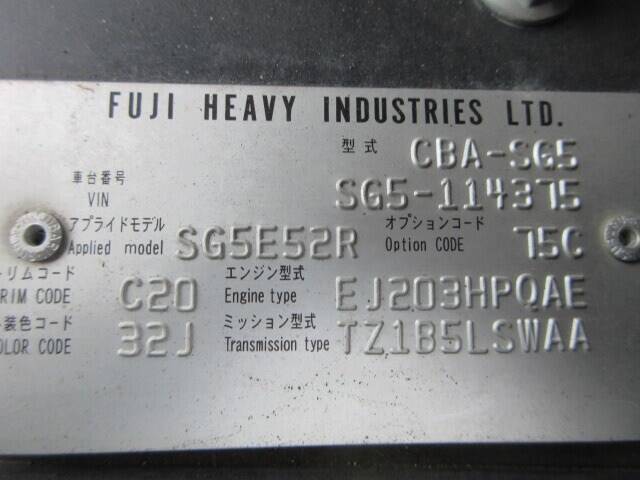 FUJI HEAVY INDUSTRIES LTD.
型式 CBA-SG5
車台番号
VIN SG5-114375
アプライドモデル オプションコード
Applied model SG5E52R Option CODE 75C
トリムコード エンジン型式
TRIM CODE C20 Engine type EJ203HPQAE
外装色コード ミッション型式
COLOR CODE 32J Transmission type TZ1B5LSWAA